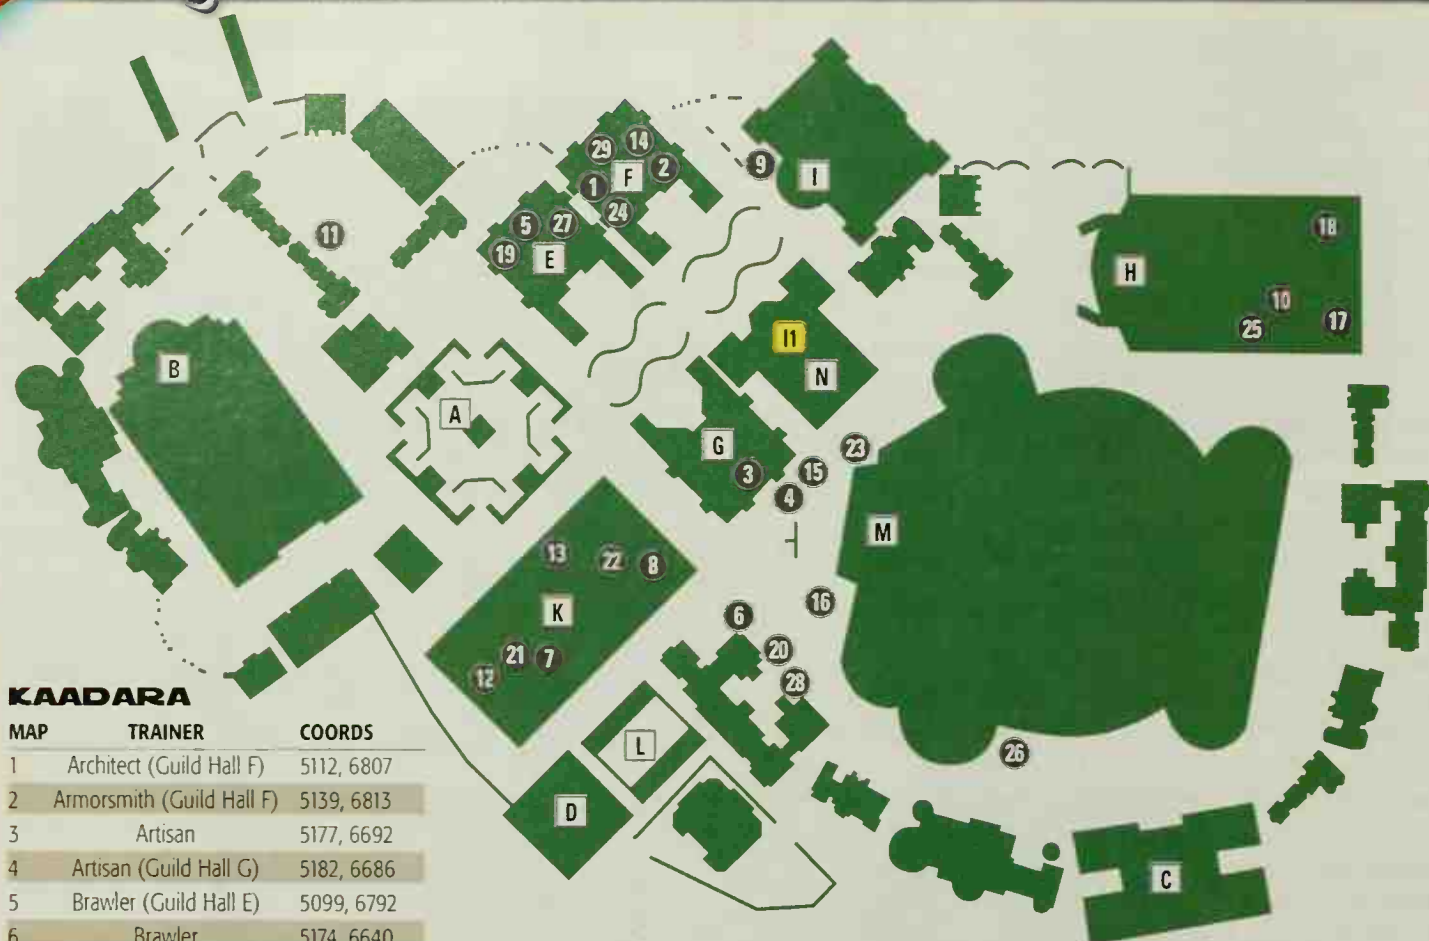 29 14
F 2
1
24
5 27
19 E
11
9 I
18
H
10
25 17
B
I1
N
A
G
3 15 23
4
M
13 22 8
K
16
6
21 7 20
12 28
L
26
D
C
KAADARA
MAP TRAINER COORDS
1 Architect (Guild Hall F) 5112, 6807
2 Armorsmith (Guild Hall F) 5139, 6813
3 Artisan 5177, 6692
4 Artisan (Guild Hall G) 5182, 6686
5 Brawler (Guild Hall E) 5099, 6792
6 Brawler 5174, 6640